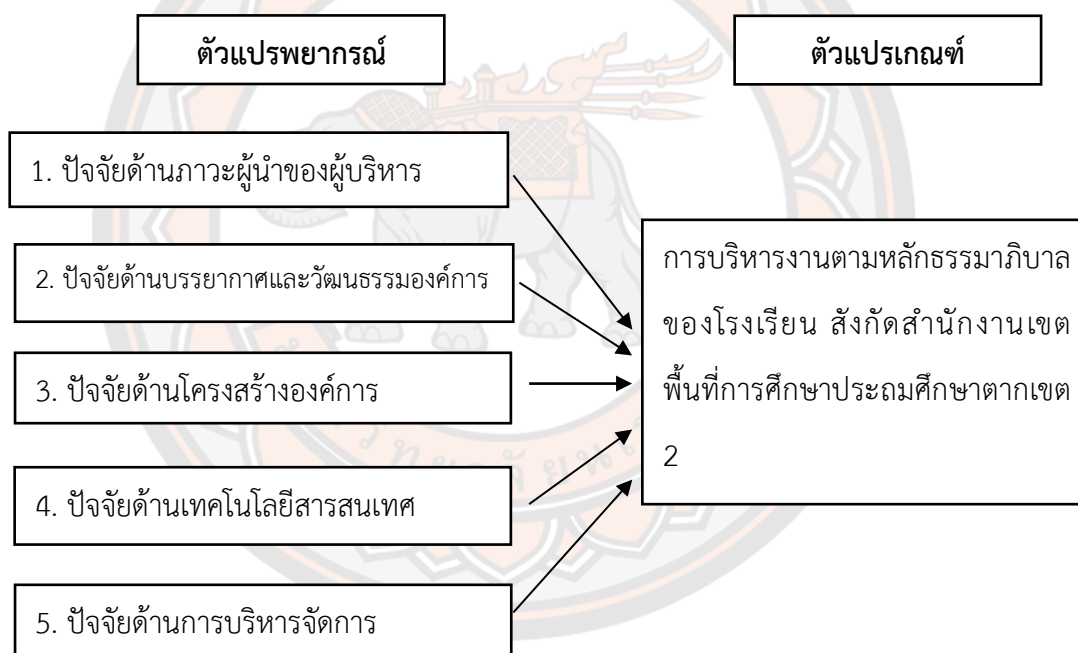 ตัวแปรพยากรณ์
ตัวแปรเกณฑ์
1. ปัจจัยด้านภาวะผู้นำของผู้บริหาร
2. ปัจจัยด้านบรรยากาศและวัฒนธรรมองค์การ
3. ปัจจัยด้านโครงสร้างองค์การ
4. ปัจจัยด้านเทคโนโลยีสารสนเทศ
5. ปัจจัยด้านการบริหารจัดการ
การบริหารงานตามหลักธรรมาภิบาล
ของโรงเรียน สังกัดสำนักงานเขต
พื้นที่การศึกษาประถมศึกษาตากเขต
2